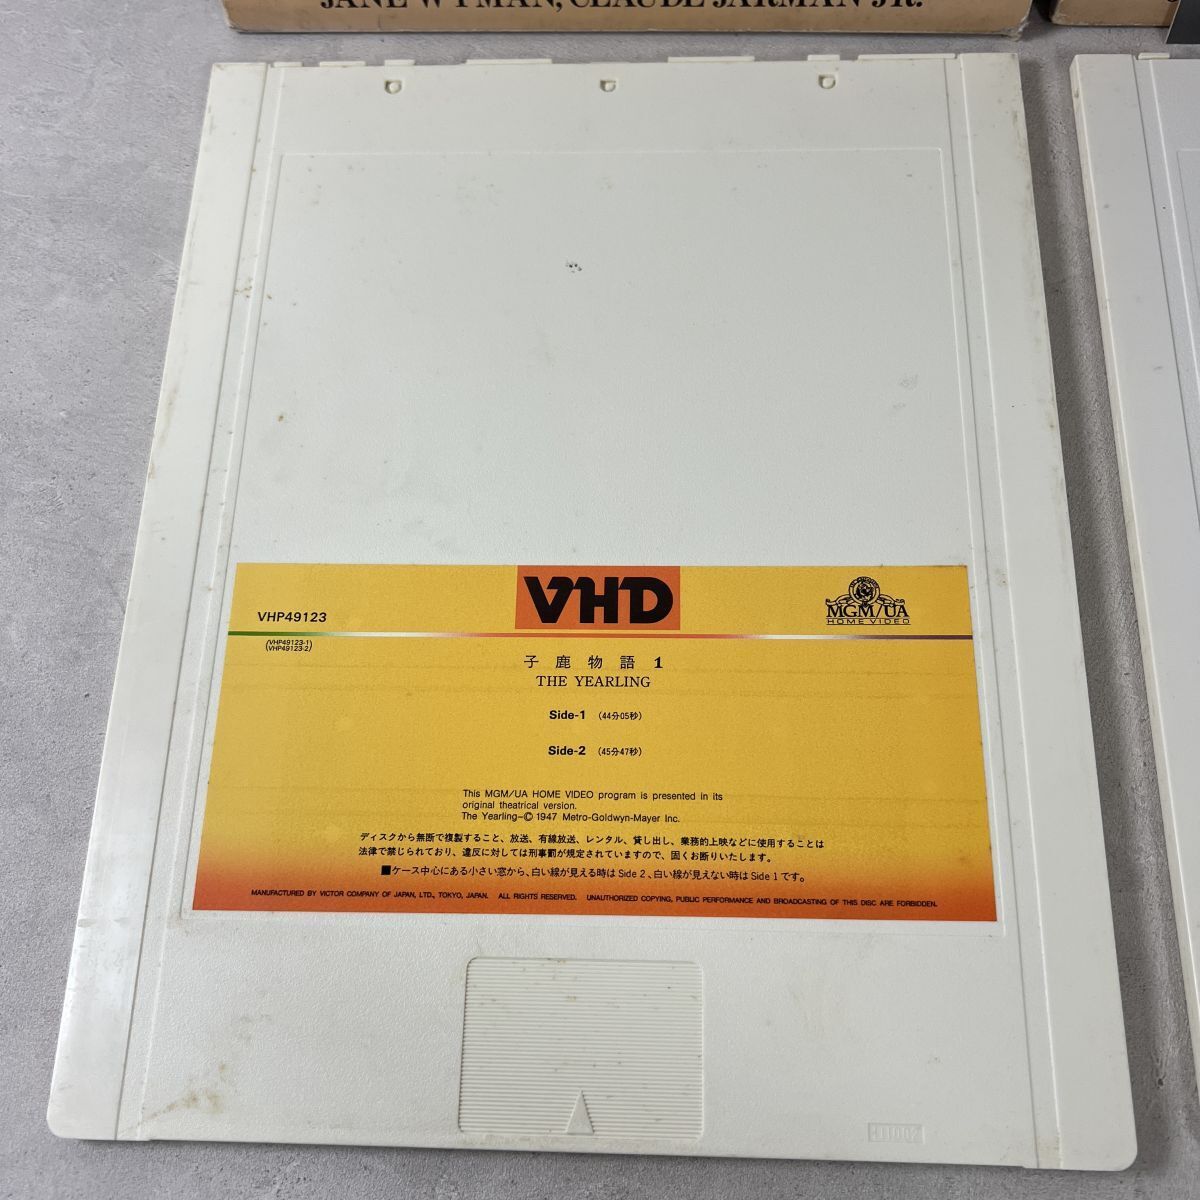 JANE WYMAN, CLAUDE JARMAN JR.
VHD
VHP49123
MGM/UA
HOME VIDEO
(VHP49123-1)
(VHP49123-2)
子鹿物語 1
THE YEARLING
Side-1 (44分05秒)
Side-2 (45分47秒)
This MGM/UA HOME VIDEO program is presented in its
original theatrical version.
The Yearling-© 1947 Metro-Goldwyn-Mayer Inc.
ディスクから無断で複製すること、放送、有線放送、レンタル、貸し出し、業務的上映などに使用することは
法律で禁じられており、違反に対しては刑事罰が規定されていますので、固くお断りいたします。
■ケース中心にある小さい窓から、白い線が見える時は Side 2、白い線が見えない時は Side 1 です。
MANUFACTURED BY VICTOR COMPANY OF JAPAN, LTD., TOKYO, JAPAN. ALL RIGHTS RESERVED. UNAUTHORIZED COPYING, PUBLIC PERFORMANCE AND BROADCASTING OF THIS DISC ARE FORBIDDEN.